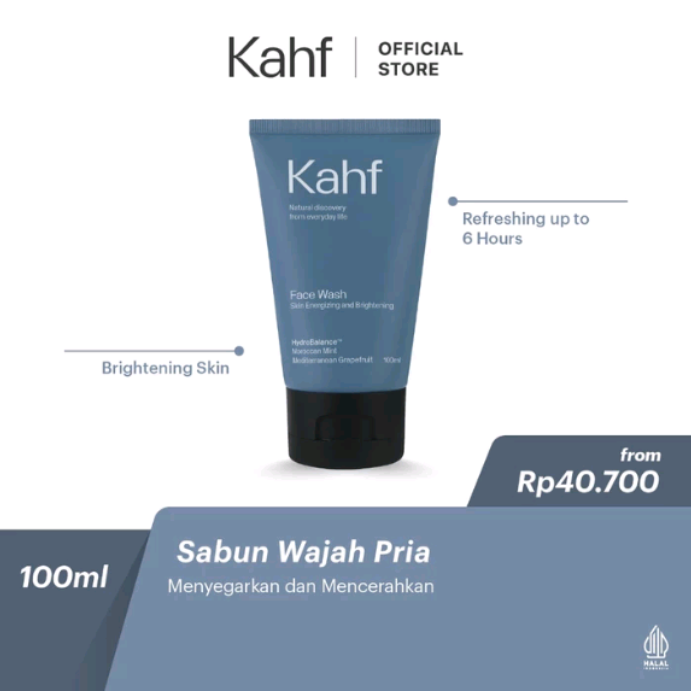 Kahf
OFFICIAL
STORE
Kahf
Natural discovery
from everyday life
Refreshing up to
6 Hours
Face Wash
Skin Energizing and Brightening
HydroBalance™
Moroccan Mint
Mediterranean Grapefruit 100ml
Brightening Skin
from
Rp40.700
Sabun Wajah Pria
100ml
Menyegarkan dan Mencerahkan
HALAL
INDONESIA